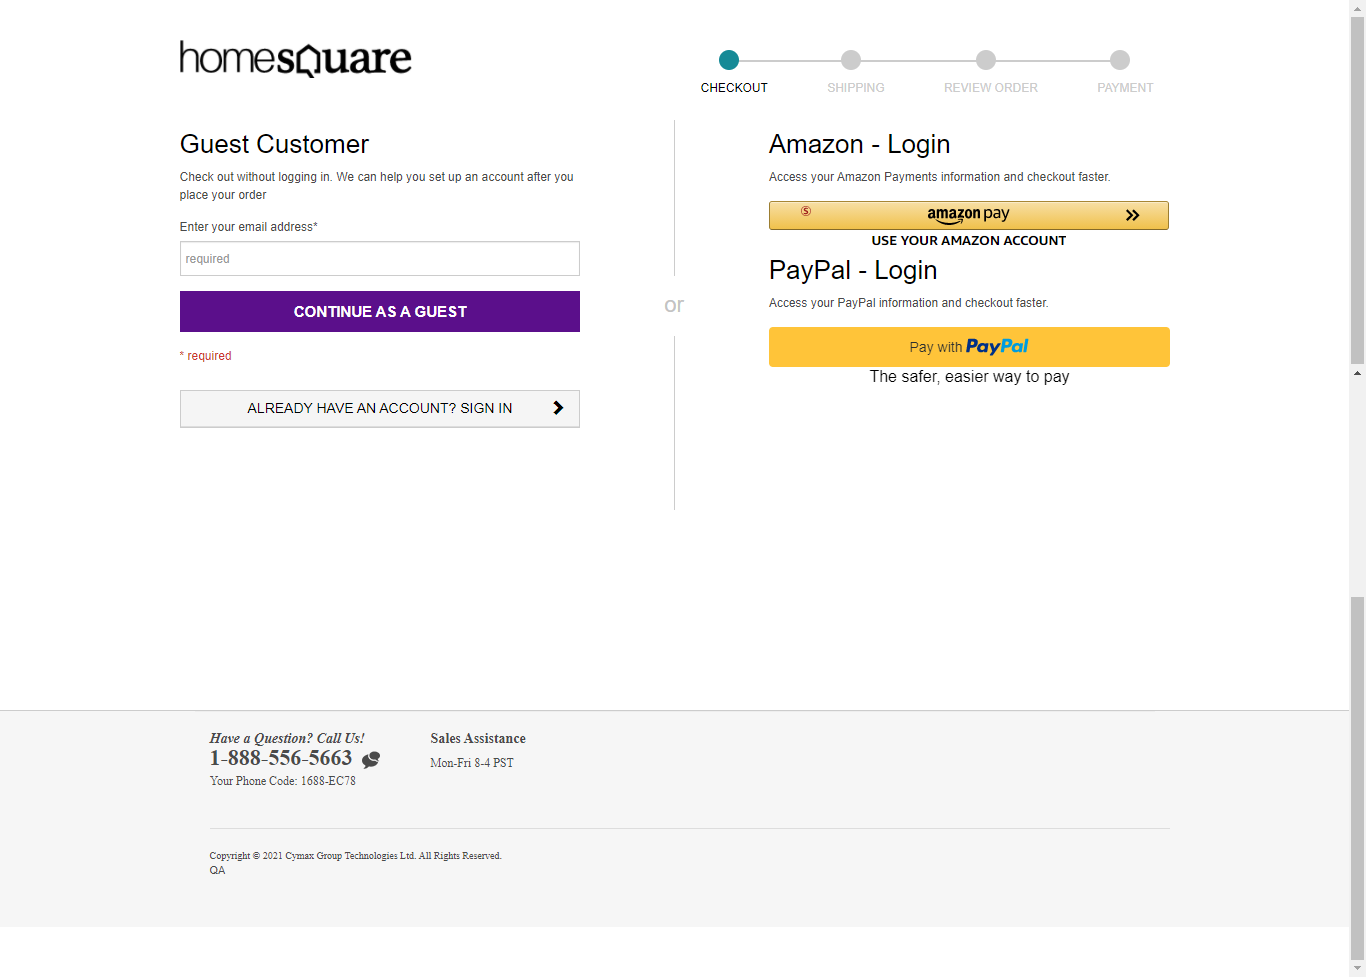 homesquare
CHECKOUT
SHIPPING
REVIEW ORDER
PAYMENT
Guest Customer
Check out without logging in. We can help you set up an account after you
place your order
Enter your email address*
required
CONTINUE AS A GUEST
* required
ALREADY HAVE AN ACCOUNT? SIGN IN
or
Amazon - Login
Access your Amazon Payments information and checkout faster.
S
amazon pay
USE YOUR AMAZON ACCOUNT
PayPal - Login
Access your PayPal information and checkout faster.
Pay with PayPal
The safer, easier way to pay
Have a Question? Call Us!
1-888-556-5663
Your Phone Code: 1688-EC78
Sales Assistance
Mon-Fri 8-4 PST
Copyright © 2021 Cymax Group Technologies Ltd. All Rights Reserved.
QA